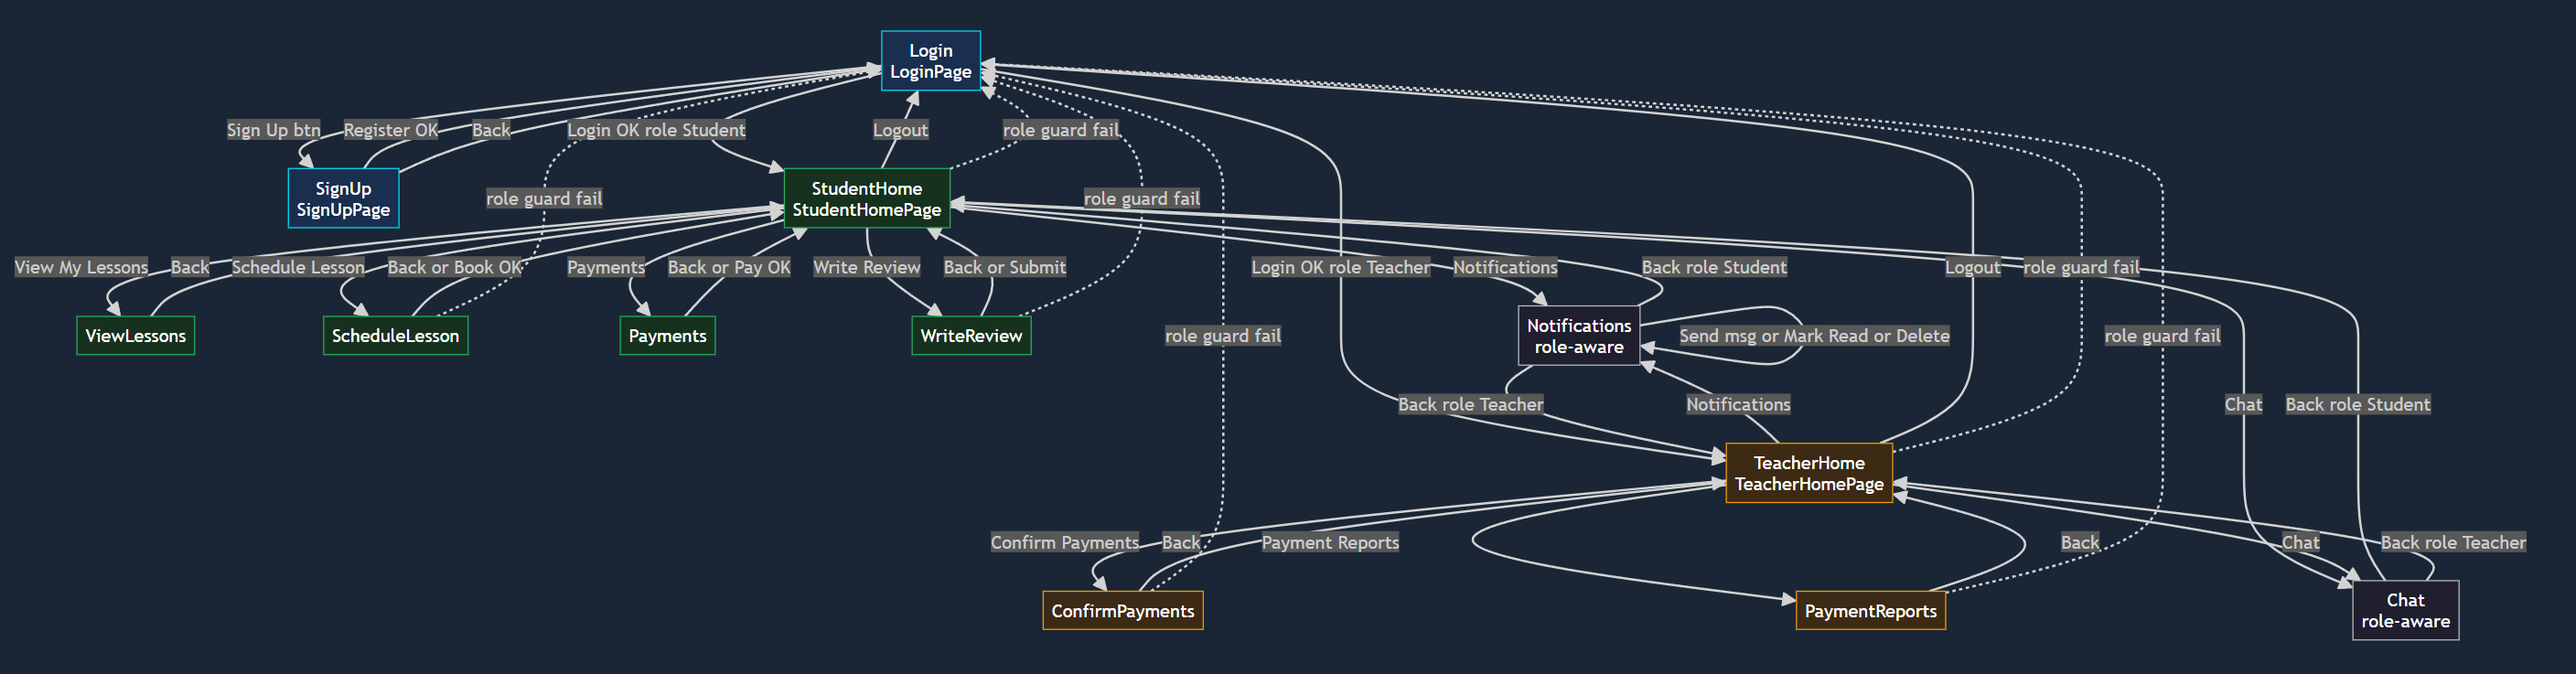 Login
LoginPage
Sign Up btn
Register OK
Back
Login OK role Student
Logout
role guard fail
SignUp
SignUpPage
role guard fail
StudentHome
StudentHomePage
role guard fail
View My Lessons
Back
Schedule Lesson
Back or Book OK
Payments
Back or Pay OK
Write Review
Back or Submit
Login OK role Teacher
Notifications
Back role Student
Logout
role guard fail
ViewLessons
ScheduleLesson
Payments
WriteReview
role guard fail
Notifications
role-aware
Send msg or Mark Read or Delete
role guard fail
Back role Teacher
Notifications
Chat
Back role Student
TeacherHome
TeacherHomePage
Confirm Payments
Back
Payment Reports
Back
Chat
Back role Teacher
ConfirmPayments
PaymentReports
Chat
role-aware